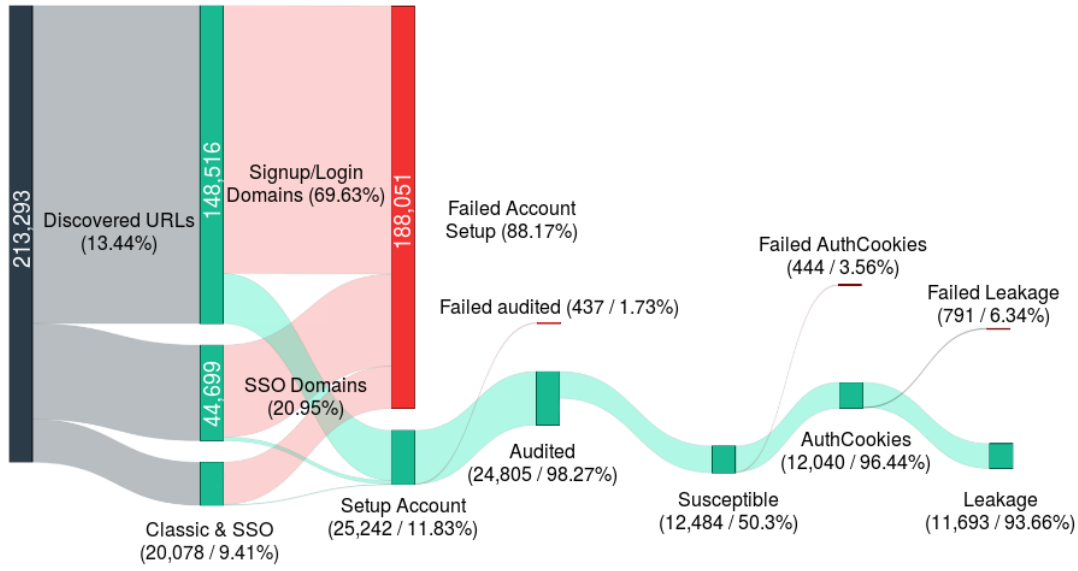 213,293
Discovered URLs
(13.44%)
148,516
44,699
Classic & SSO
(20,078 / 9.41%)
Signup/Login
Domains (69.63%)
SSO Domains
(20.95%)
188,051
Failed Account
Setup (88.17%)
Setup Account
(25,242 / 11.83%)
Failed audited (437 / 1.73%)
Audited
(24,805 / 98.27%)
Susceptible
(12,484 / 50.3%)
Failed AuthCookies
(444 / 3.56%)
AuthCookies
(12,040 / 96.44%)
Failed Leakage
(791 / 6.34%)
Leakage
(11,693 / 93.66%)